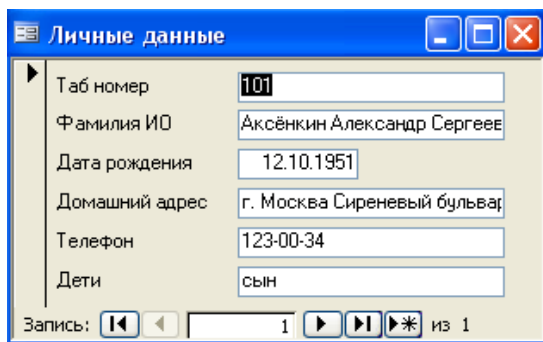 Личные данные
Таб номер 101
Фамилия ИО Аксёнкин Александр Сергеев
Дата рождения 12.10.1951
Домашний адрес г. Москва Сиреневый бульвар
Телефон 123-00-34
Дети сын
Запись: 1 из 1